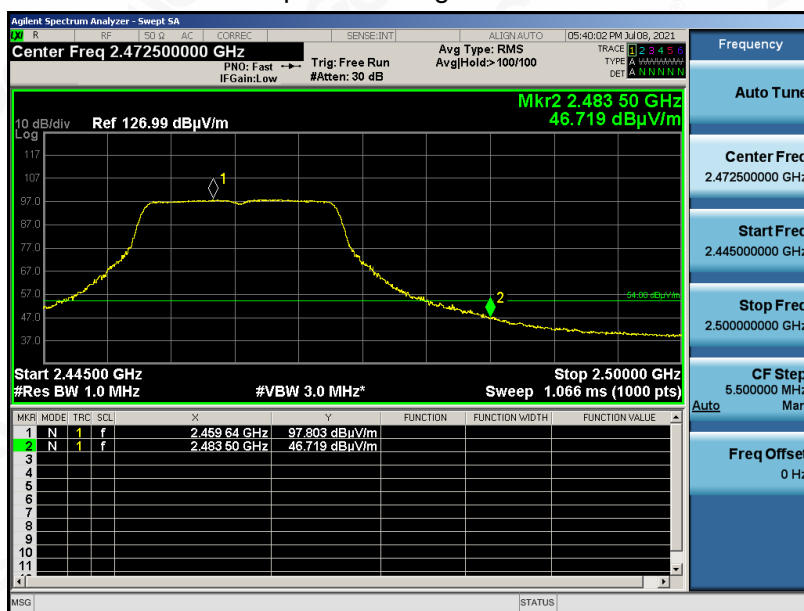 Agilent Spectrum Analyzer - Swept SA
LXI R RF 50 Ω AC CORREC SENSE:INT ALIGN AUTO 05:40:02 PM Jul 08, 2021
Center Freq 2.472500000 GHz
PNO: Fast
IFGain:Low
Trig: Free Run
#Atten: 30 dB
Avg Type: RMS
Avg|Hold:>100/100
TRACE 1 2 3 4 5 6
TYPE A
DET A N N N N N
Mkr2 2.483 50 GHz
46.719 dBµV/m
10 dB/div Ref 126.99 dBµV/m
Log
117
107
97.0
87.0
77.0
67.0
57.0
47.0
37.0
1
2
54.00 dBµV/m
Start 2.44500 GHz Stop 2.50000 GHz
#Res BW 1.0 MHz #VBW 3.0 MHz* Sweep 1.066 ms (1000 pts)
MKR MODE TRC SCL X Y FUNCTION FUNCTION WIDTH FUNCTION VALUE
1 N 1 f 2.459 64 GHz 97.803 dBµV/m
2 N 1 f 2.483 50 GHz 46.719 dBµV/m
3
4
5
6
7
8
9
10
11
MSG STATUS
Frequency
Auto Tune
Center Freq
2.472500000 GHz
Start Freq
2.445000000 GHz
Stop Freq
2.500000000 GHz
CF Step
5.500000 MHz
Auto Man
Freq Offset
0 Hz